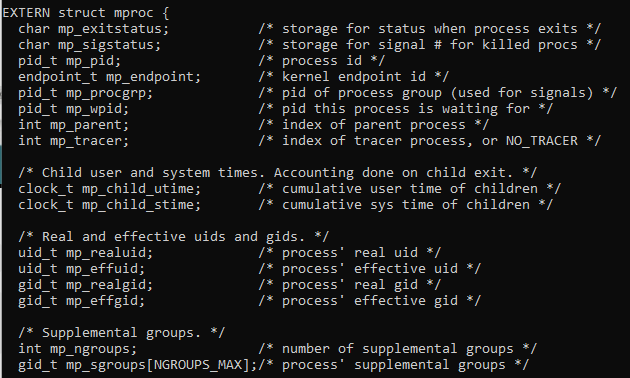 EXTERN struct mproc {
  char mp_exitstatus;           /* storage for status when process exits */
  char mp_sigstatus;            /* storage for signal # for killed procs */
  pid_t mp_pid;                 /* process id */
  endpoint_t mp_endpoint;       /* kernel endpoint id */
  pid_t mp_procgrp;             /* pid of process group (used for signals) */
  pid_t mp_wpid;                /* pid this process is waiting for */
  int mp_parent;                /* index of parent process */
  int mp_tracer;                /* index of tracer process, or NO_TRACER */

  /* Child user and system times. Accounting done on child exit. */
  clock_t mp_child_utime;       /* cumulative user time of children */
  clock_t mp_child_stime;       /* cumulative sys time of children */

  /* Real and effective uids and gids. */
  uid_t mp_realuid;             /* process' real uid */
  uid_t mp_effuid;              /* process' effective uid */
  gid_t mp_realgid;             /* process' real gid */
  gid_t mp_effgid;              /* process' effective gid */

  /* Supplemental groups. */
  int mp_ngroups;               /* number of supplemental groups */
  gid_t mp_sgroups[NGROUPS_MAX];/* process' supplemental groups */